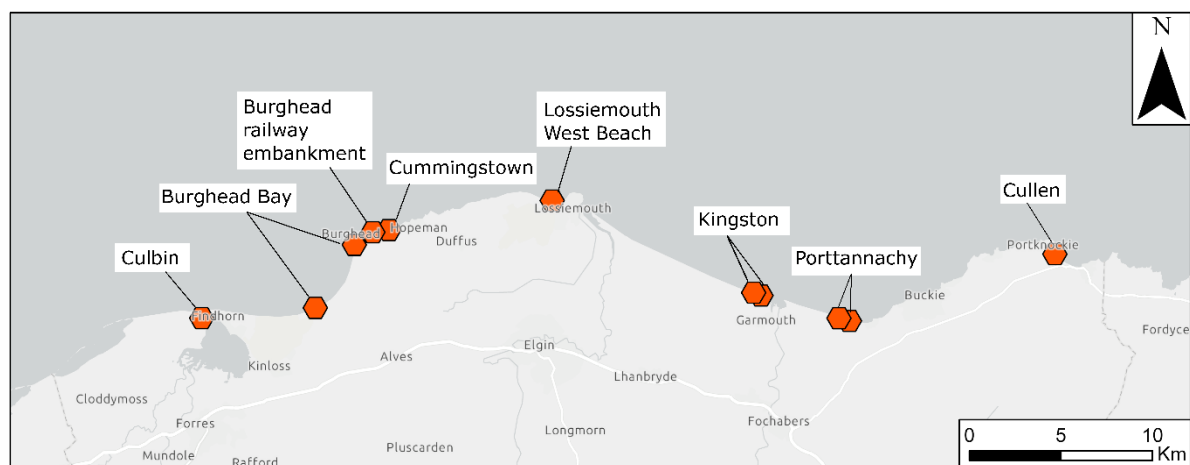 N
Burghead
railway
embankment
Lossiemouth
West Beach
Cummingstown
Burghead Bay
Cullen
Kingston
Porttannachy
Culbin
Lossiemouth
Hopeman
Burghead
Duffus
Portknockie
Buckie
Findhorn
Garmouth
Fordyce
Kinloss
Alves
Elgin
Lhanbryde
Cloddymoss
Forres
Fochabers
Longmorn
Pluscarden
Mundole
Rafford
0 5 10
Km